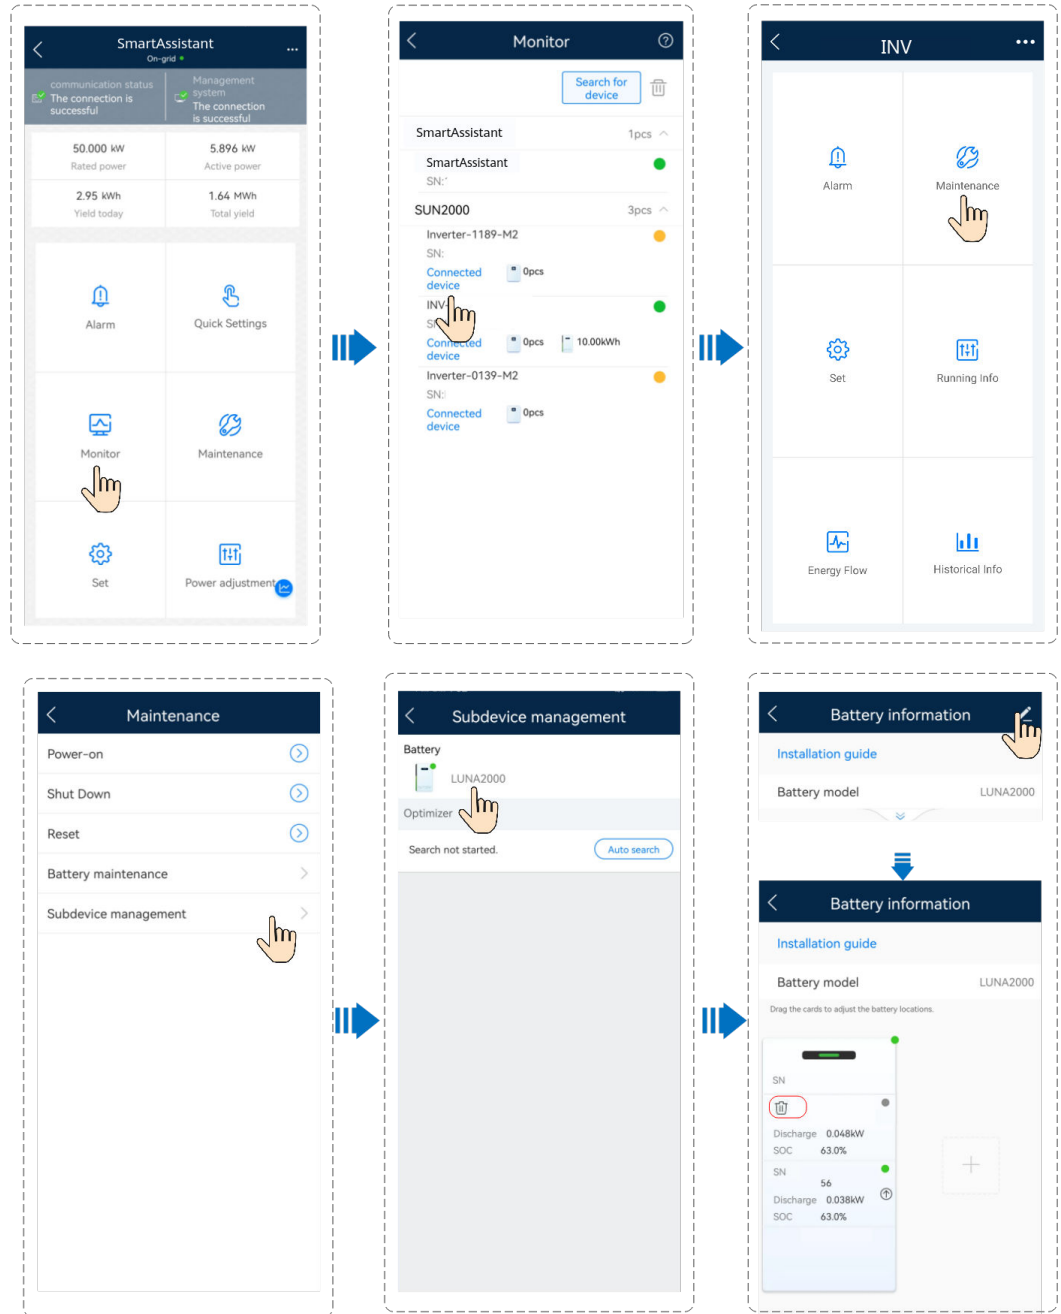 SmartAssistant
On-grid
communication status
The connection is
successful
Management
system
The connection
is successful
50.000 kW
Rated power
5.896 kW
Active power
2.95 kWh
Yield today
1.64 MWh
Total yield
Alarm
Quick Settings
Monitor
Maintenance
Set
Power adjustment
Monitor
Search for
device
SmartAssistant 1pcs
SmartAssistant
SN:
SUN2000 3pcs
Inverter-1189-M2
SN:
Connected
device
0pcs
INV-
Connected
device
0pcs
10.00kWh
Inverter-0139-M2
SN:
Connected
device
0pcs
INV
Alarm
Maintenance
Set
Running Info
Energy Flow
Historical Info
Maintenance
Power-on
Shut Down
Reset
Battery maintenance
Subdevice management
Subdevice management
Battery
LUNA2000
Optimizer
Search not started.
Auto search
Battery information
Installation guide
Battery model LUNA2000
Battery information
Installation guide
Battery model LUNA2000
Drag the cards to adjust the battery locations.
SN
Discharge 0.048kW
SOC 63.0%
SN
56
Discharge 0.038kW
SOC 63.0%